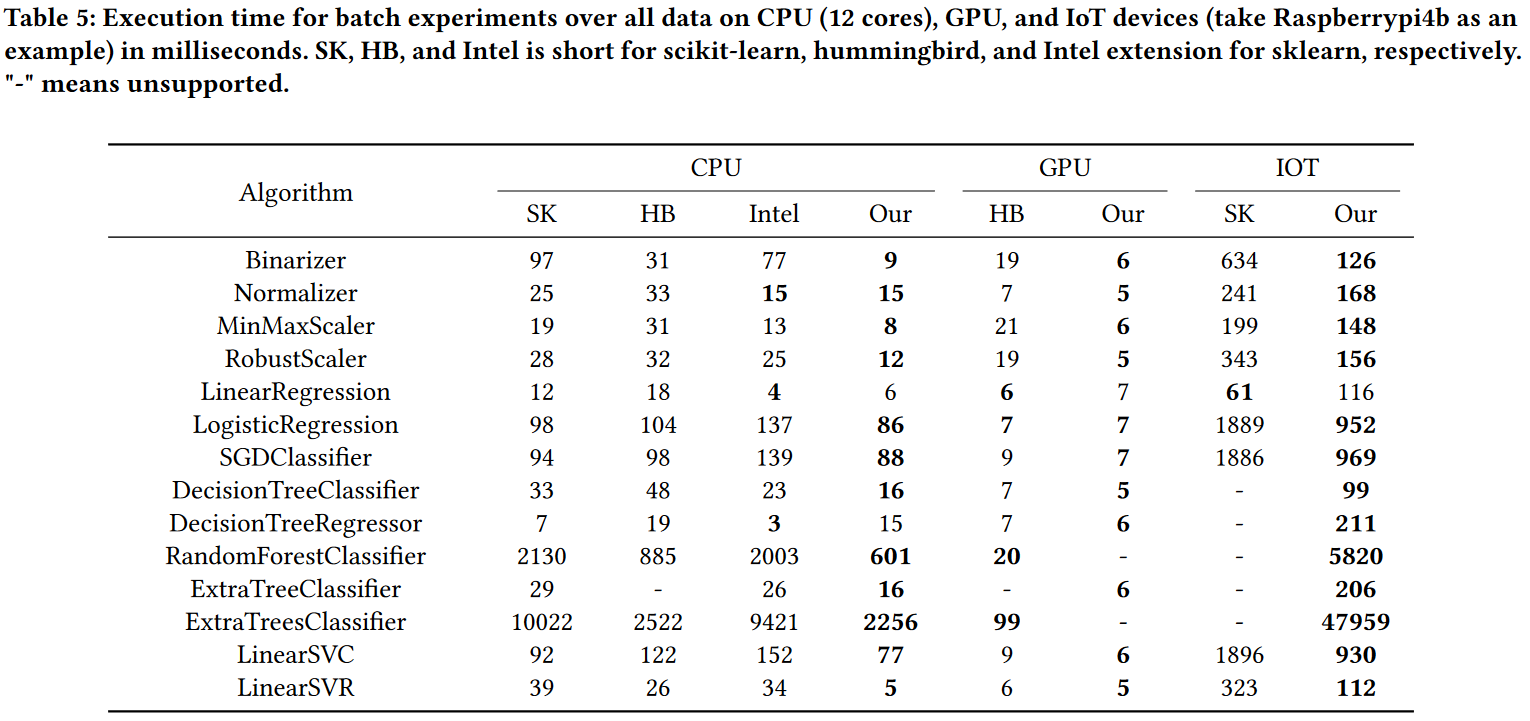 Table 5: Execution time for batch experiments over all data on CPU (12 cores), GPU, and IoT devices (take Raspberrypi4b as an
example) in milliseconds. SK, HB, and Intel is short for scikit-learn, hummingbird, and Intel extension for sklearn, respectively.
"-" means unsupported.
Algorithm CPU GPU IOT
SK HB Intel Our HB Our SK Our
Binarizer 97 31 77 9 19 6 634 126
Normalizer 25 33 15 15 7 5 241 168
MinMaxScaler 19 31 13 8 21 6 199 148
RobustScaler 28 32 25 12 19 5 343 156
LinearRegression 12 18 4 6 6 7 61 116
LogisticRegression 98 104 137 86 7 7 1889 952
SGDClassifier 94 98 139 88 9 7 1886 969
DecisionTreeClassifier 33 48 23 16 7 5 - 99
DecisionTreeRegressor 7 19 3 15 7 6 - 211
RandomForestClassifier 2130 885 2003 601 20 - - 5820
ExtraTreeClassifier 29 - 26 16 - 6 - 206
ExtraTreesClassifier 10022 2522 9421 2256 99 - - 47959
LinearSVC 92 122 152 77 9 6 1896 930
LinearSVR 39 26 34 5 6 5 323 112